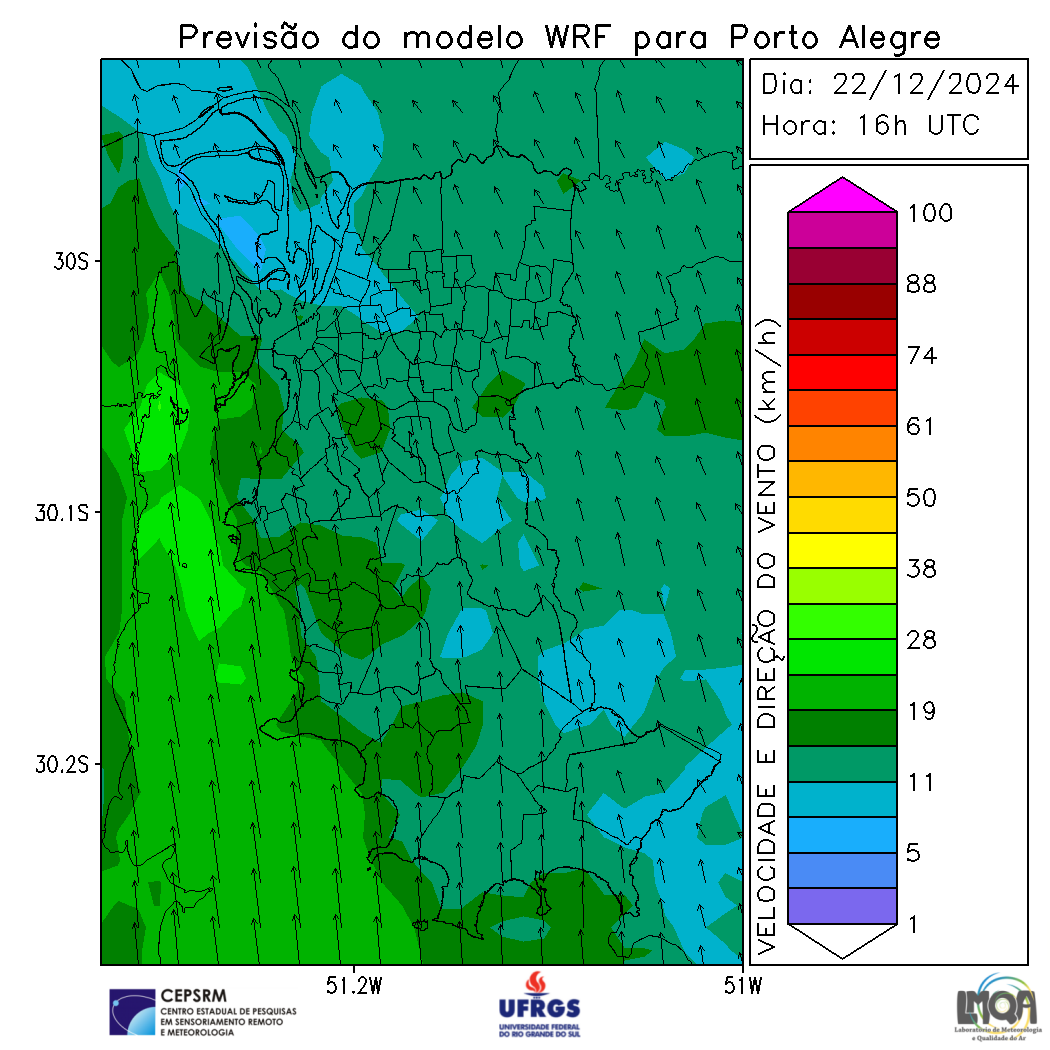 Previsão do modelo WRF para Porto Alegre
Dia: 22/12/2024
Hora: 16h UTC
30S
30.1S
30.2S
51.2W
51W
VELOCIDADE E DIREÇÃO DO VENTO (km/h)
100
88
74
61
50
38
28
19
11
5
1
CEPSRM
CENTRO ESTADUAL DE PESQUISAS
EM SENSORIAMENTO REMOTO
E METEOROLOGIA
UFRGS
UNIVERSIDADE FEDERAL
DO RIO GRANDE DO SUL
LMQA
Laboratório de Meteorologia
e Qualidade do Ar